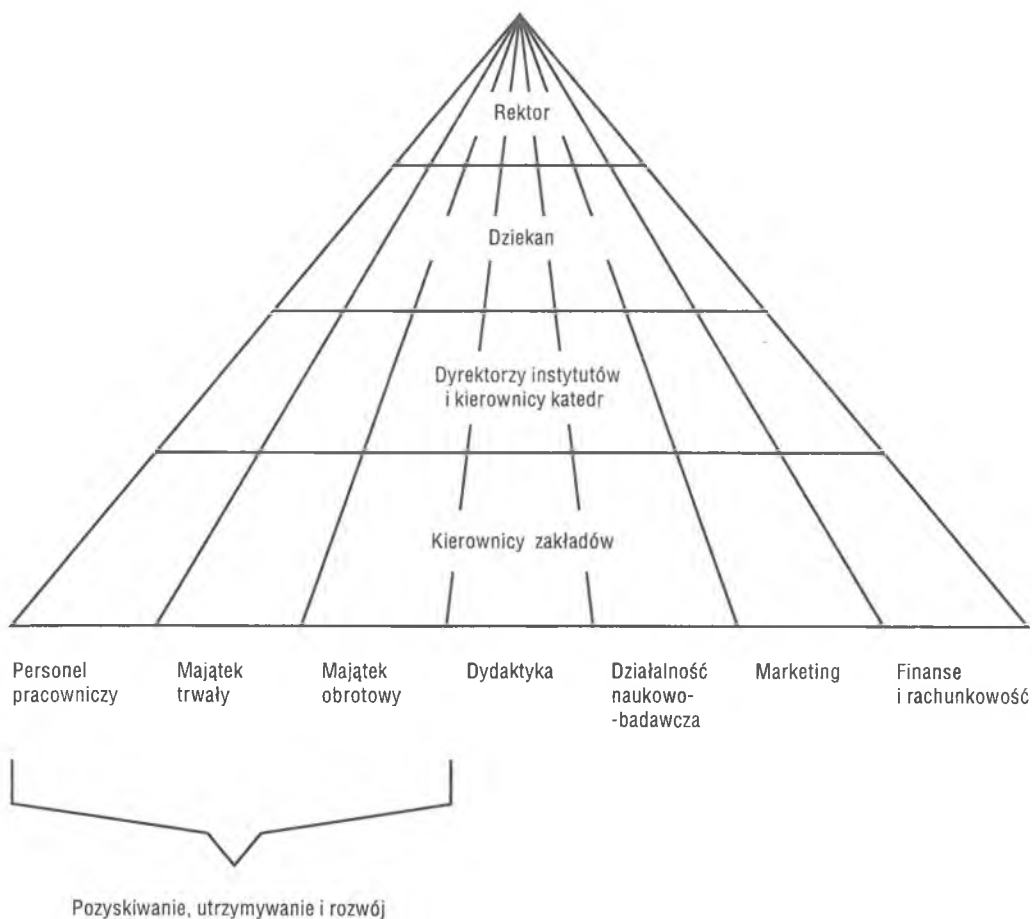 Rektor
Dziekan
Dyrektorzy instytutów
i kierownicy katedr
Kierownicy zakładów
Personel
pracowniczy
Majątek
trwały
Majątek
obrotowy
Dydaktyka
Działalność
naukowo-
-badawcza
Marketing
Finanse
i rachunkowość
Pozyskiwanie, utrzymywanie i rozwój